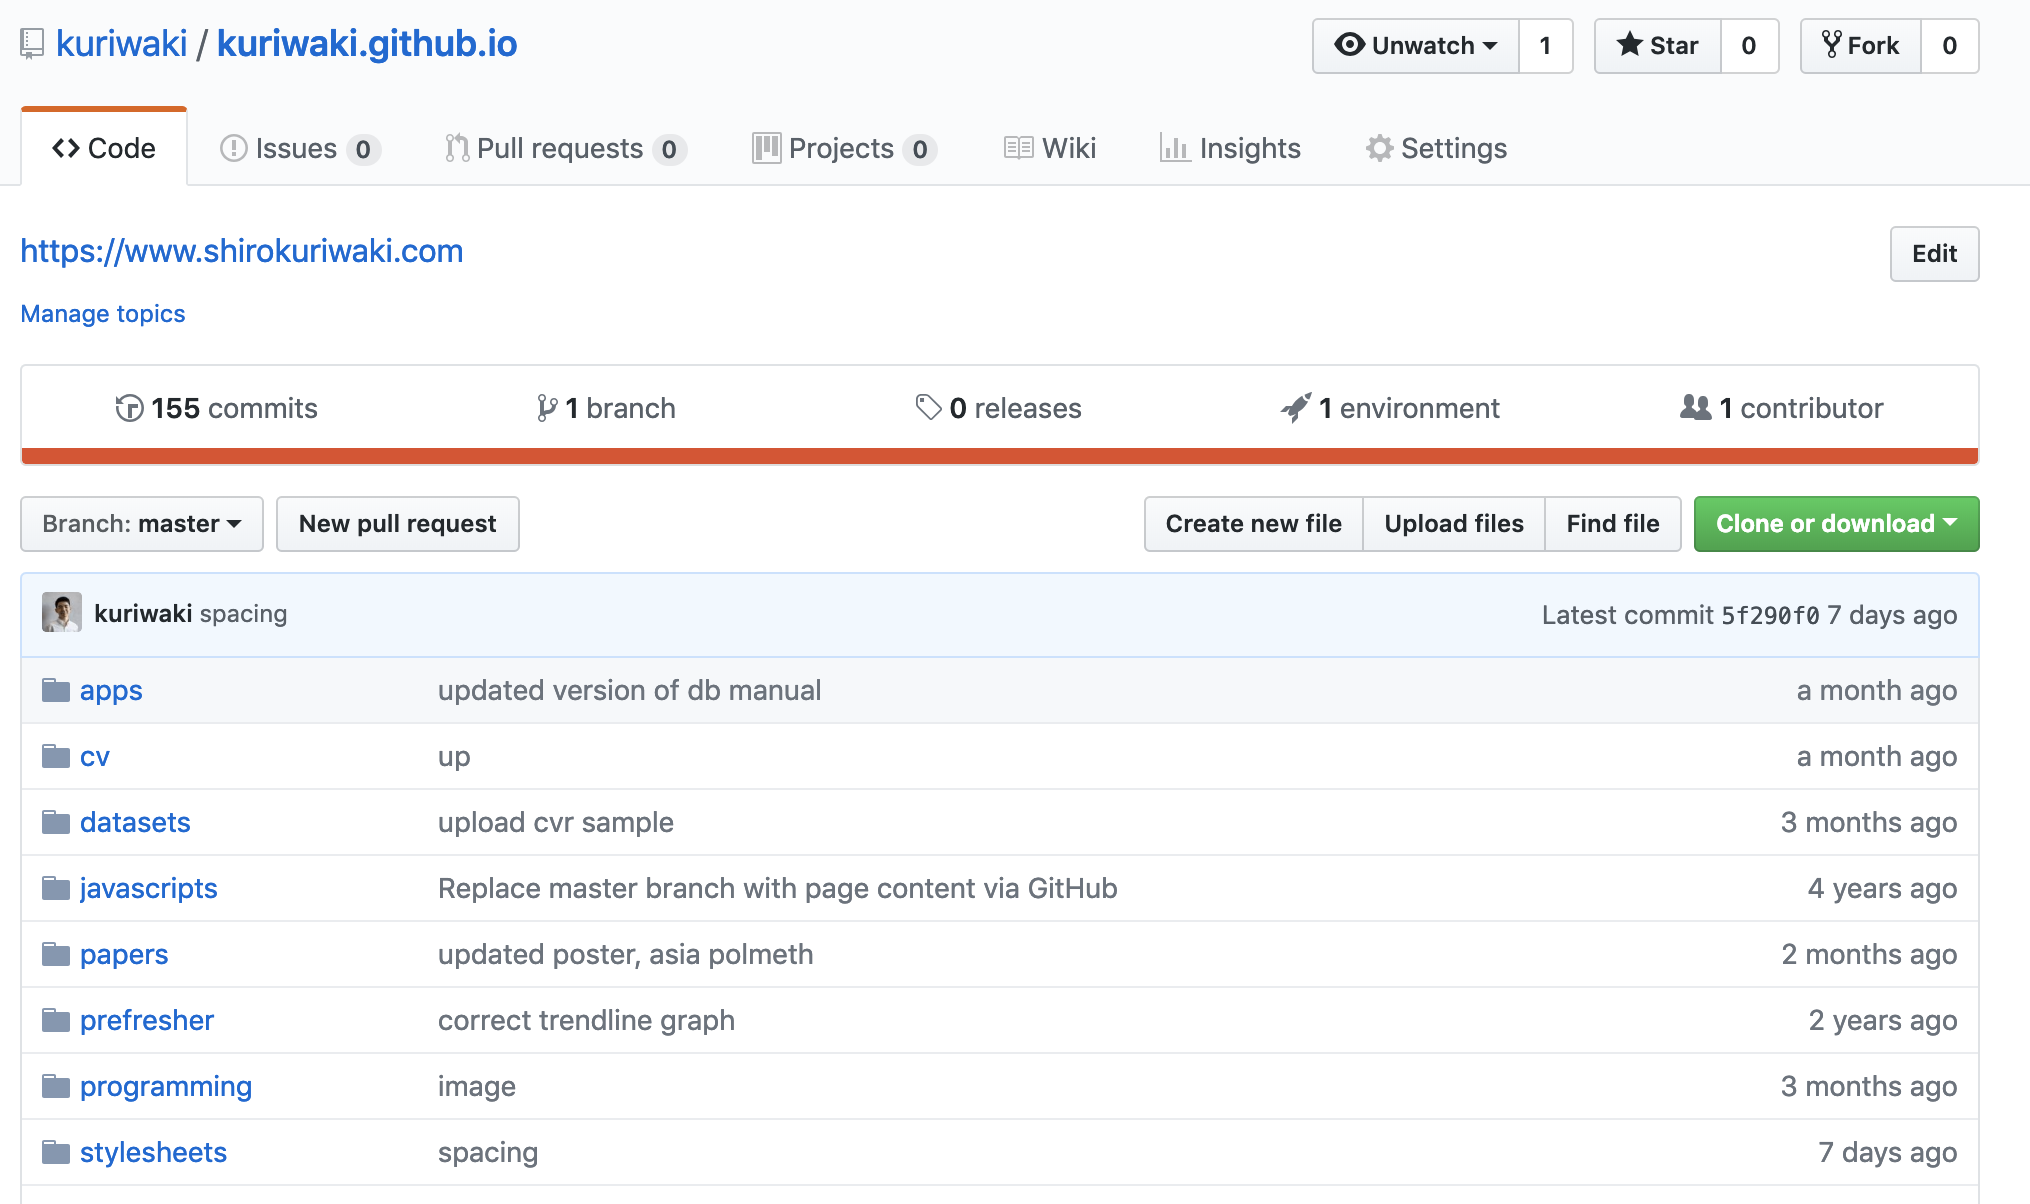 kuriwaki / kuriwaki.github.io Unwatch 1 Star 0 Fork 0
Code Issues 0 Pull requests 0 Projects 0 Wiki Insights Settings
https://www.shirokuriwaki.com Edit
Manage topics
155 commits 1 branch 0 releases 1 environment 1 contributor
Branch: master New pull request Create new file Upload files Find file Clone or download
kuriwaki spacing Latest commit 5f290f0 7 days ago
apps updated version of db manual a month ago
cv up a month ago
datasets upload cvr sample 3 months ago
javascripts Replace master branch with page content via GitHub 4 years ago
papers updated poster, asia polmeth 2 months ago
prefresher correct trendline graph 2 years ago
programming image 3 months ago
stylesheets spacing 7 days ago